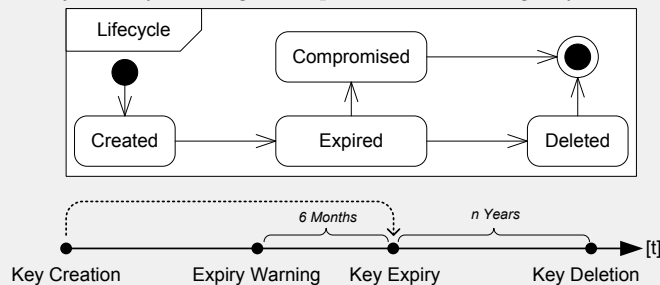 Lifecycle
Compromised
Created
Expired
Deleted
6 Months
n Years
[t]
Key Creation
Expiry Warning
Key Expiry
Key Deletion